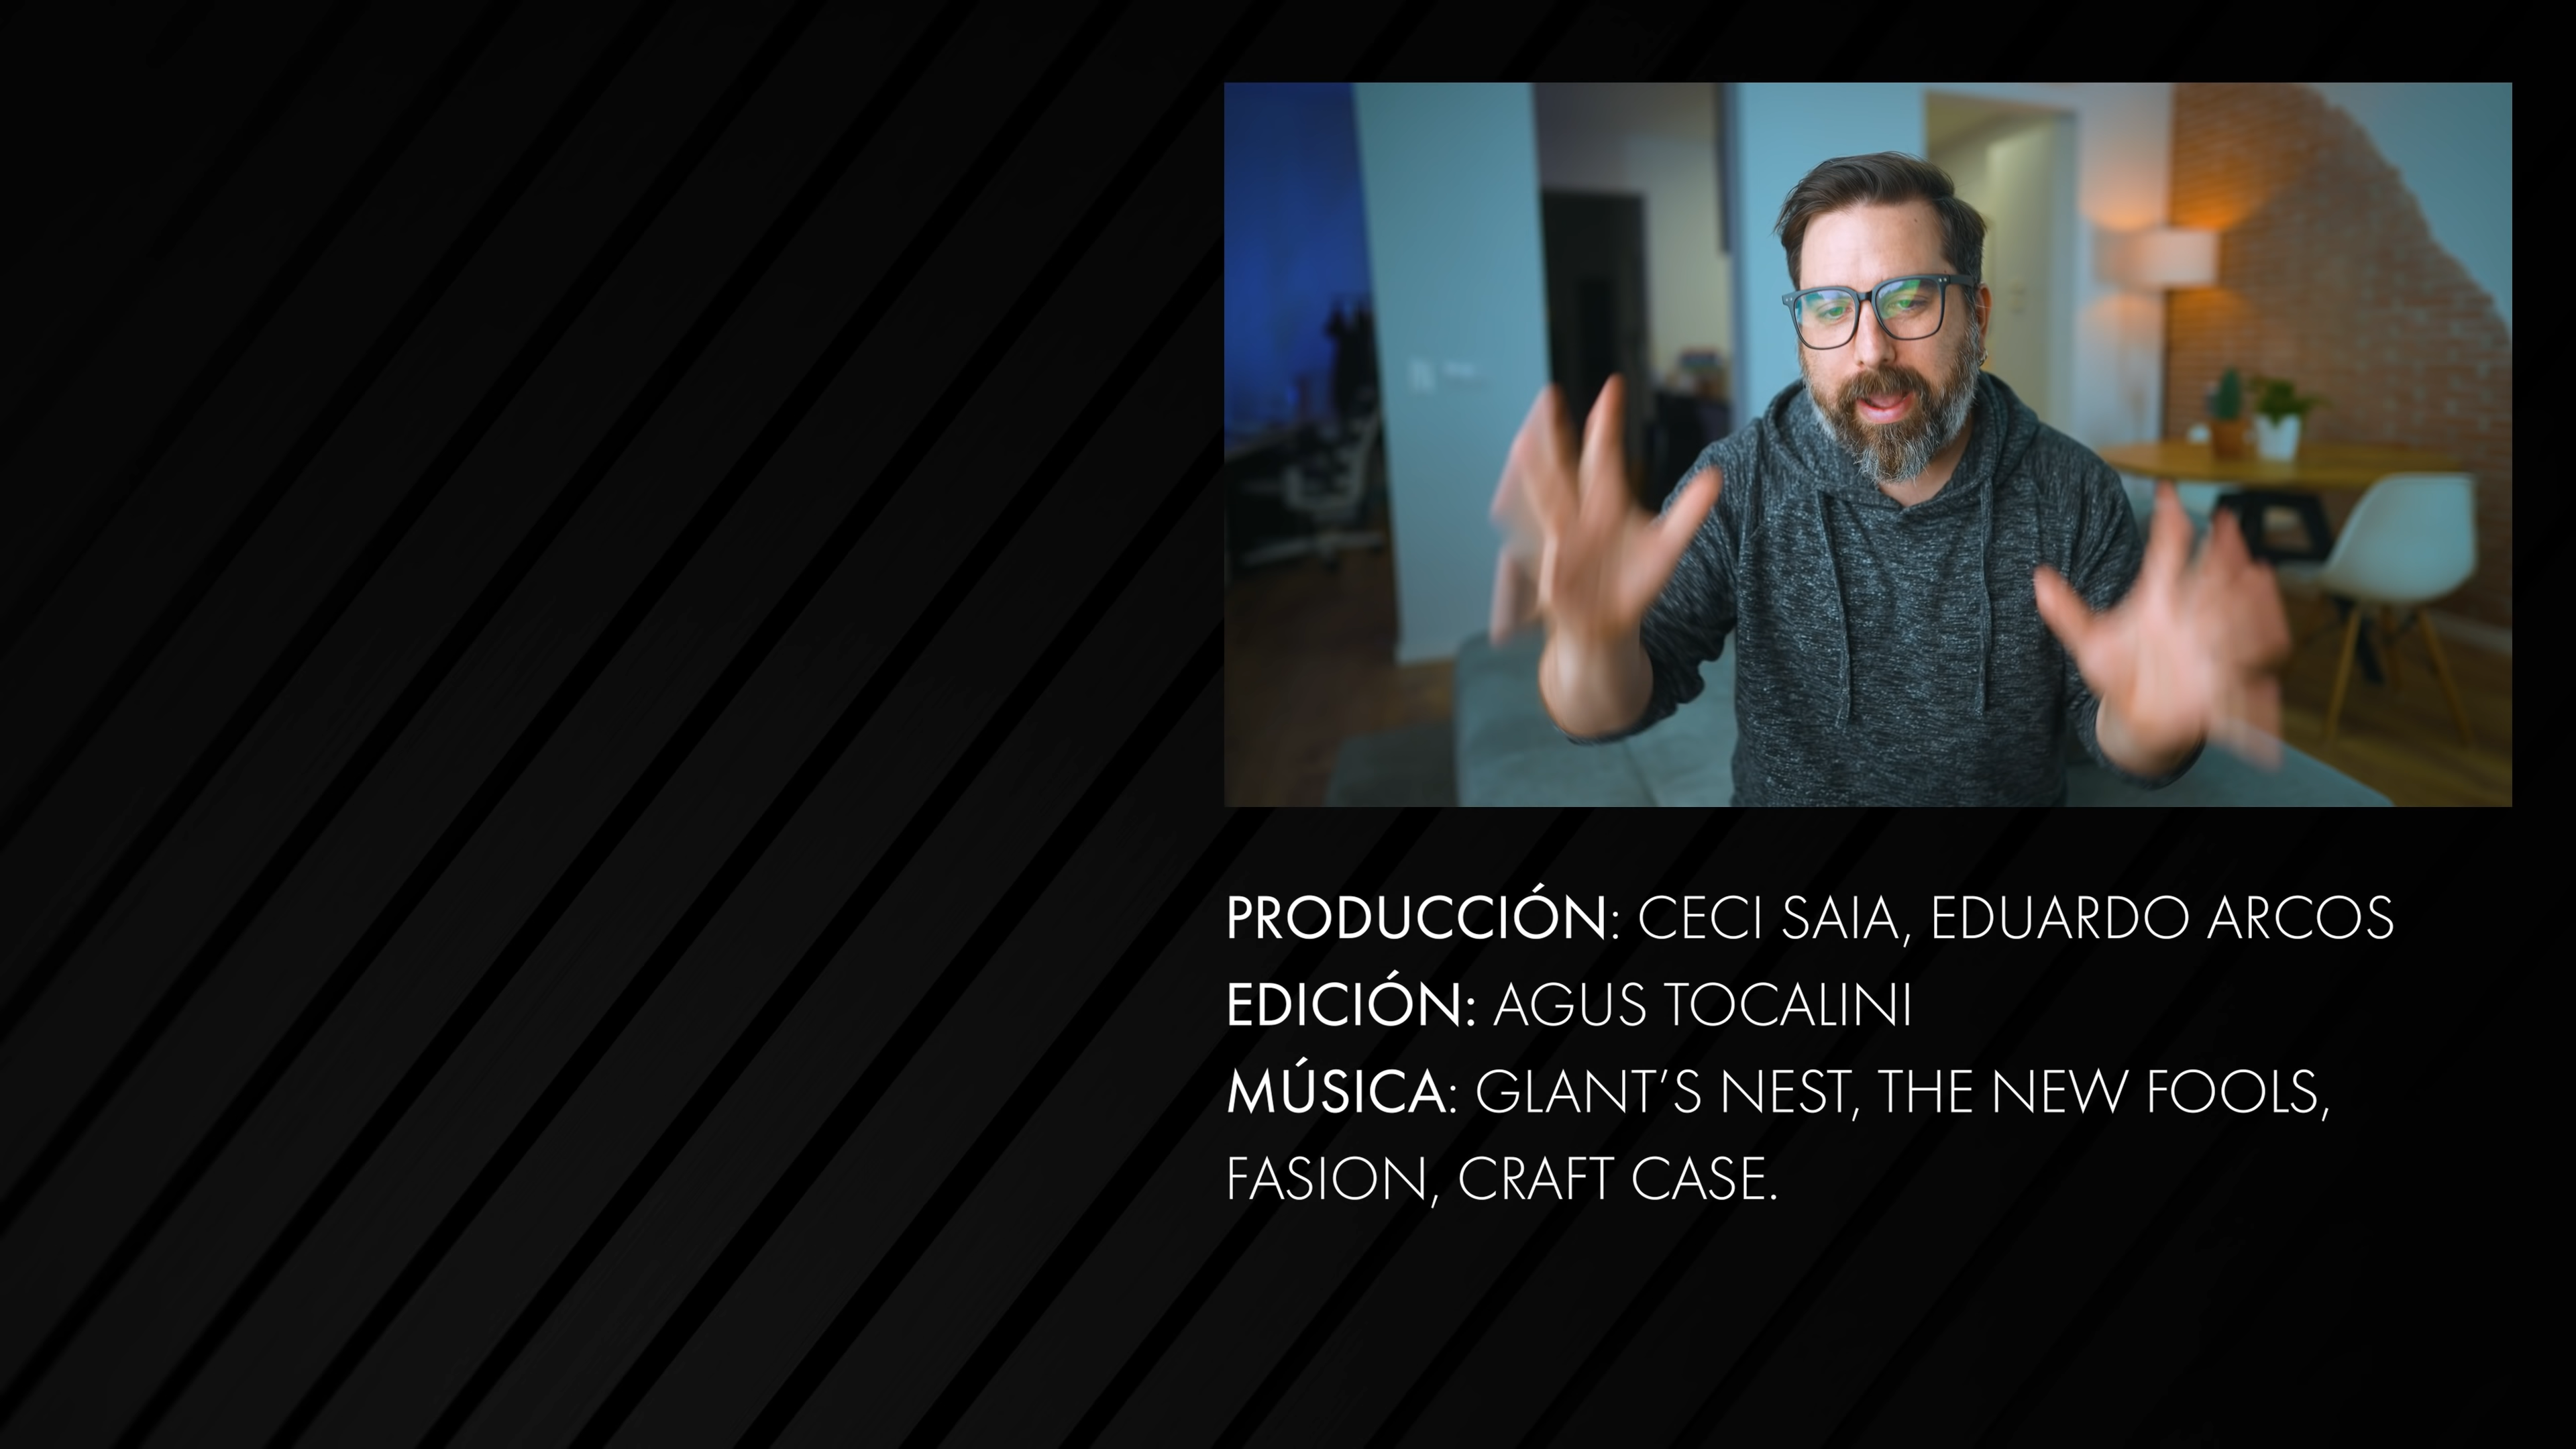 PRODUCCIÓN: CECI SAIA, EDUARDO ARCOS
EDICIÓN: AGUS TOCALINI
MÚSICA: GLANT’S NEST, THE NEW FOOLS,
FASION, CRAFT CASE.